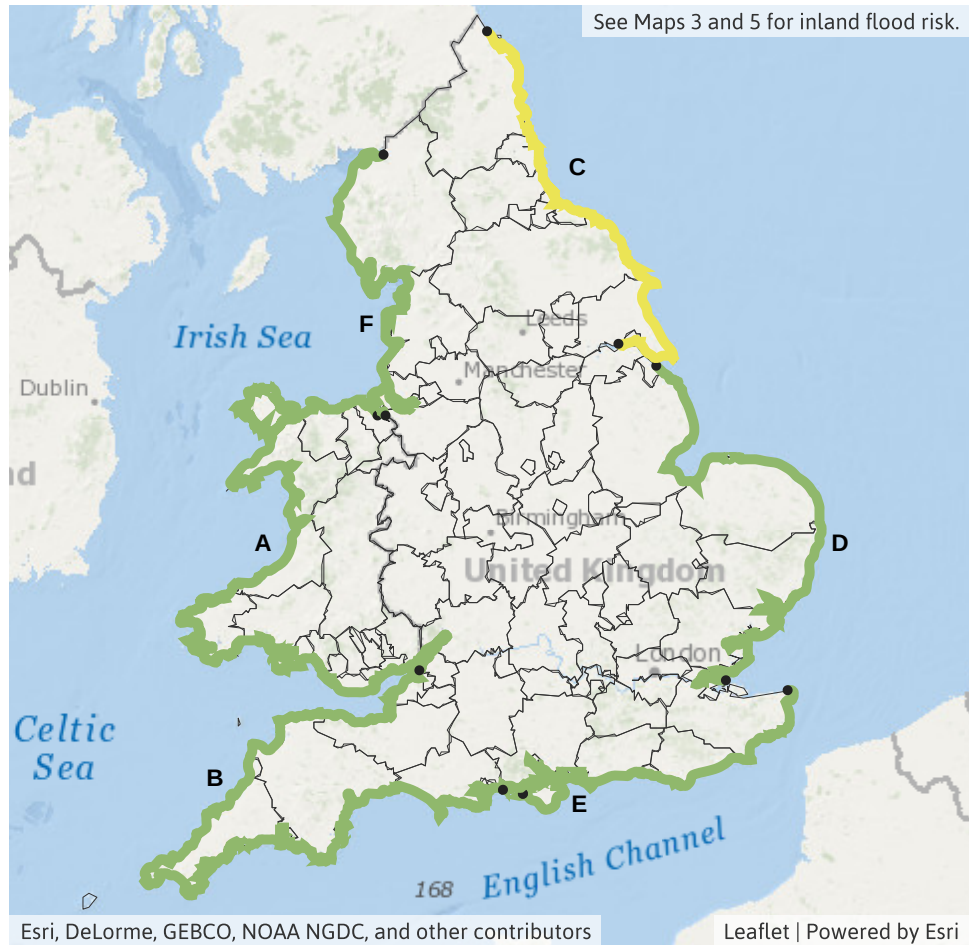 See Maps 3 and 5 for inland flood risk.
C
F
Irish Sea
Leeds
Manchester
Dublin
nd
Birmingham
A
D
United Kingdom
London
Celtic
Sea
B
E
English Channel
168
Esri, DeLorme, GEBCO, NOAA NGDC, and other contributors
Leaflet | Powered by Esri